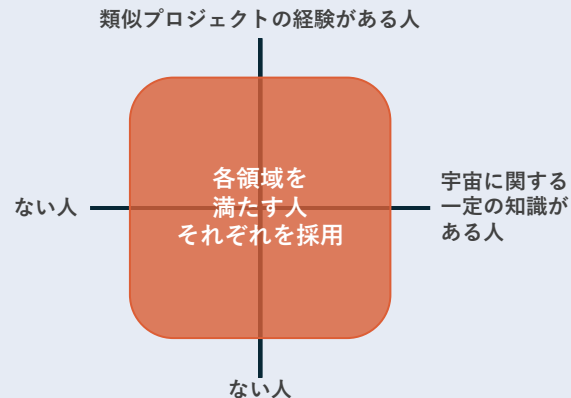 類似プロジェクトの経験がある人
各領域を
満たす人
それぞれを採用
ない人
宇宙に関する
一定の知識が
ある人
ない人